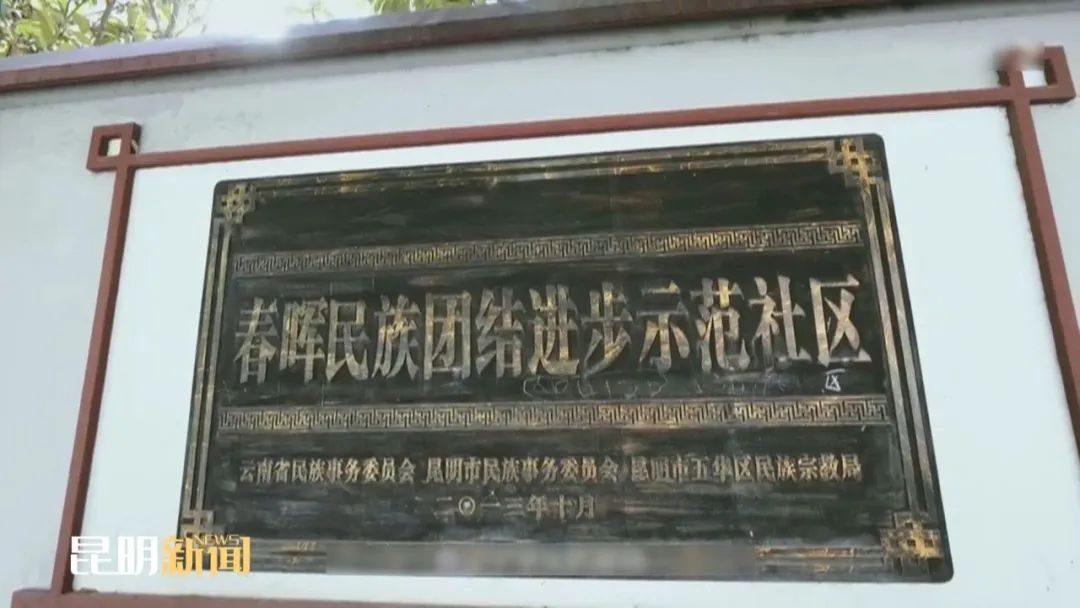 春晖民族团结进步示范社区
区
云南省民族事务委员会 昆明市民族事务委员会 昆明市五华区民族宗教局
二〇一三年十月
昆明新闻
NEWS